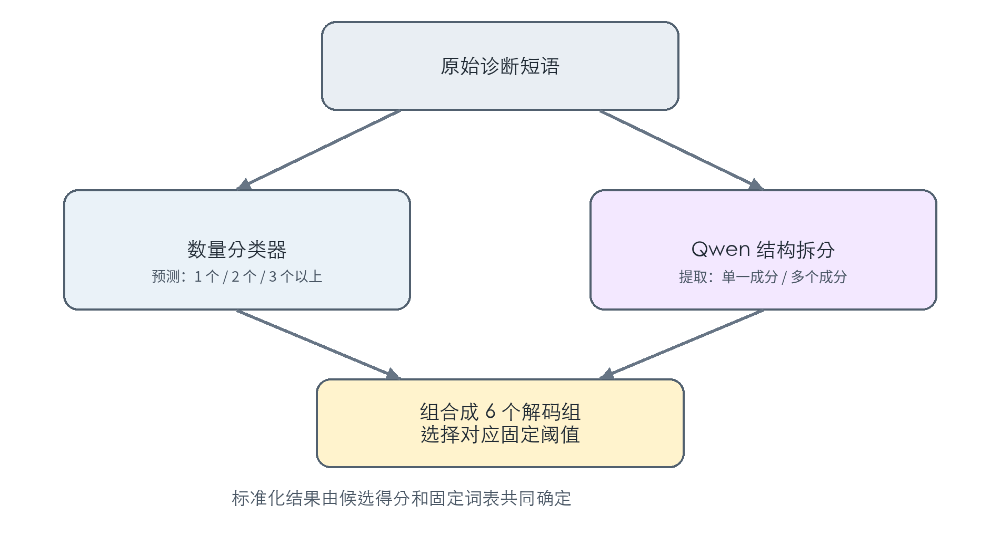 原始诊断短语
数量分类器
预测：1 个 / 2 个 / 3 个以上
Qwen 结构拆分
提取：单一成分 / 多个成分
组合成 6 个解码组
选择对应固定阈值
标准化结果由候选得分和固定词表共同确定